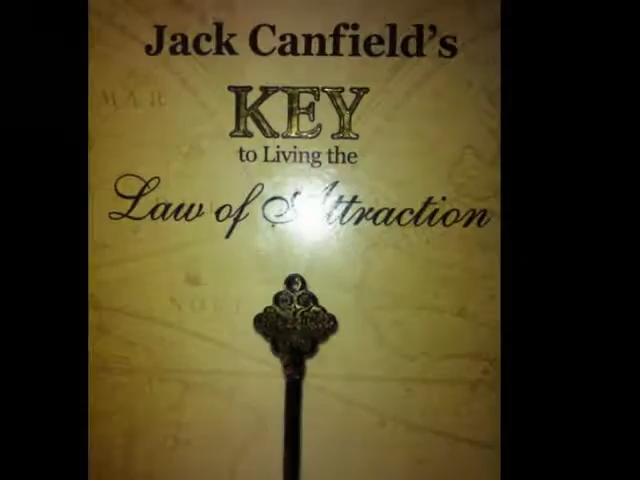 Jack Canfield's
KEY
to Living the
Law of Attraction